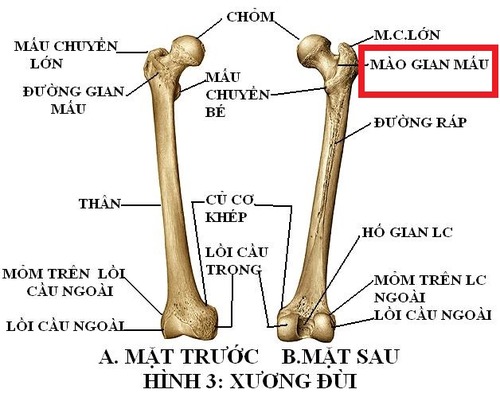 CHỎM
MẤU CHUYỂN
LỚN
M.C.LỚN
MÀO GIAN MẤU
ĐƯỜNG GIAN
MẤU
MẤU
CHUYỂN
BÉ
ĐƯỜNG RÁP
THÂN
CỦ CƠ
KHÉP
HỐ GIAN LC
LỒI CẦU
TRONG
MỎM TRÊN LỒI
CẦU NGOÀI
MỎM TRÊN LC
NGOÀI
LỒI CẦU NGOÀI
LỒI CẦU NGOÀI
A. MẶT TRƯỚC B.MẶT SAU
HÌNH 3: XƯƠNG ĐÙI